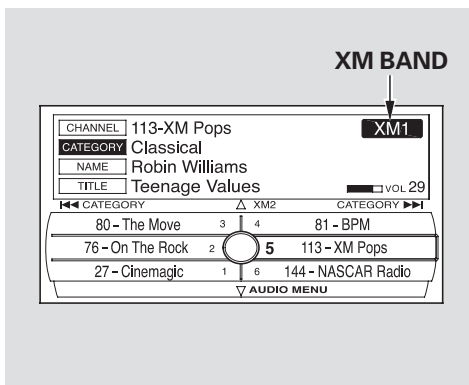 XM BAND
CHANNEL 113-XM Pops XM1
CATEGORY Classical
NAME Robin Williams
TITLE Teenage Values VOL 29
CATEGORY XM2 CATEGORY
80 – The Move 3 4 81 – BPM
76 – On The Rock 2 5 113 – XM Pops
27 – Cinemagic 1 6 144 – NASCAR Radio
AUDIO MENU